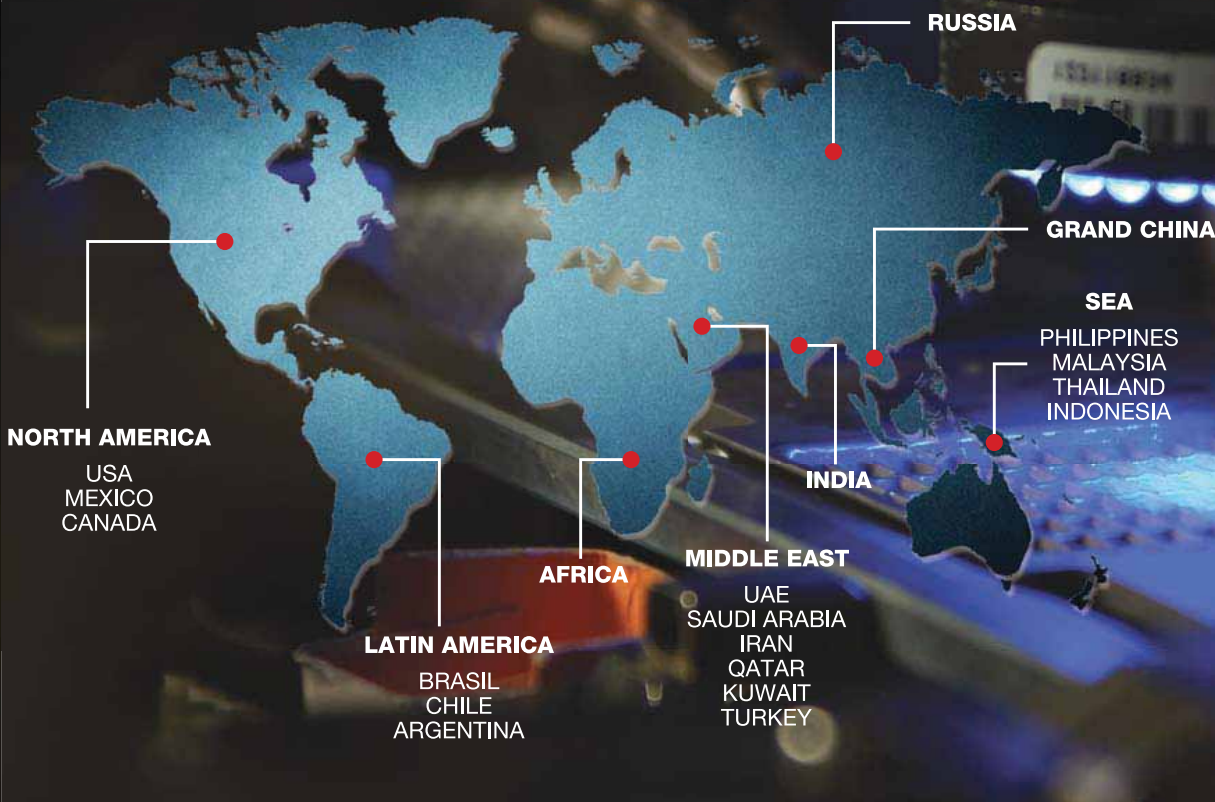 RUSSIA
GRAND CHINA
SEA
PHILIPPINES
MALAYSIA
THAILAND
INDONESIA
NORTH AMERICA
USA
MEXICO
CANADA
INDIA
AFRICA
MIDDLE EAST
UAE
SAUDI ARABIA
IRAN
QATAR
KUWAIT
TURKEY
LATIN AMERICA
BRASIL
CHILE
ARGENTINA